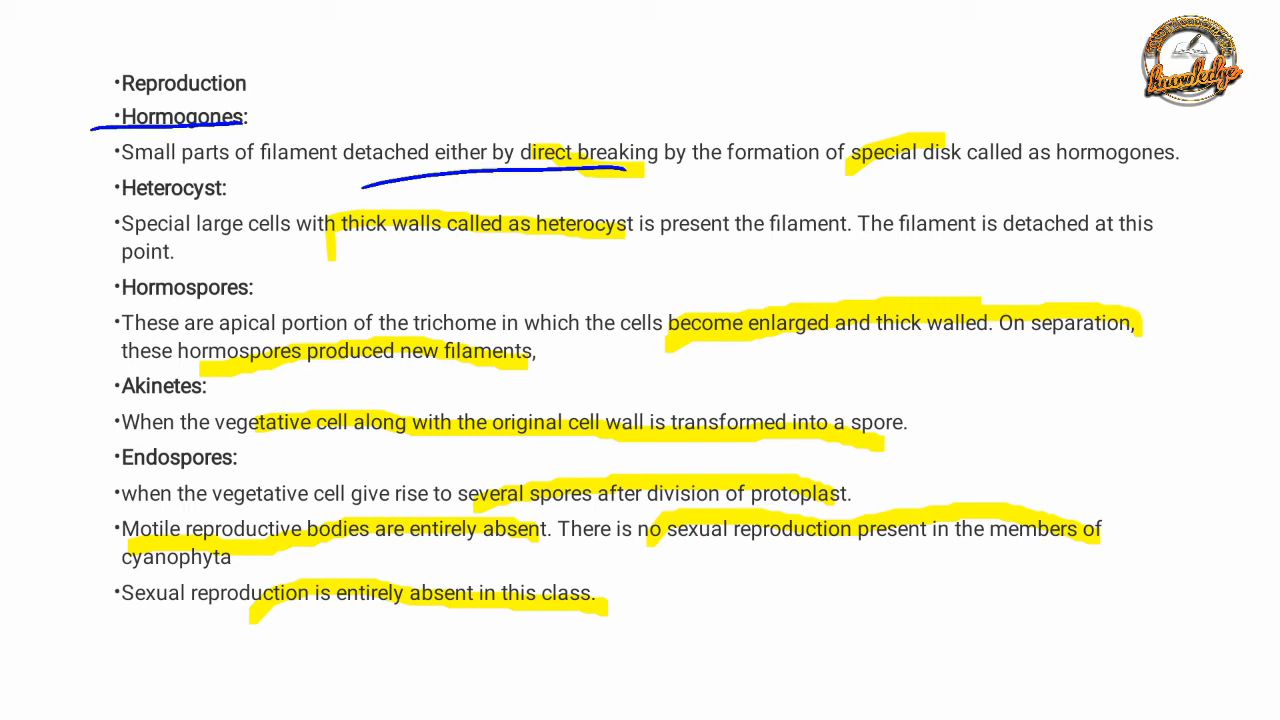 •Reproduction
•Hormogones:
•Small parts of filament detached either by direct breaking by the formation of special disk called as hormogones.
•Heterocyst:
•Special large cells with thick walls called as heterocyst is present the filament. The filament is detached at this
point.
•Hormospores:
•These are apical portion of the trichome in which the cells become enlarged and thick walled. On separation,
these hormospores produced new filaments,
•Akinetes:
•When the vegetative cell along with the original cell wall is transformed into a spore.
•Endospores:
•when the vegetative cell give rise to several spores after division of protoplast.
•Motile reproductive bodies are entirely absent. There is no sexual reproduction present in the members of
cyanophyta
•Sexual reproduction is entirely absent in this class.
knowledge